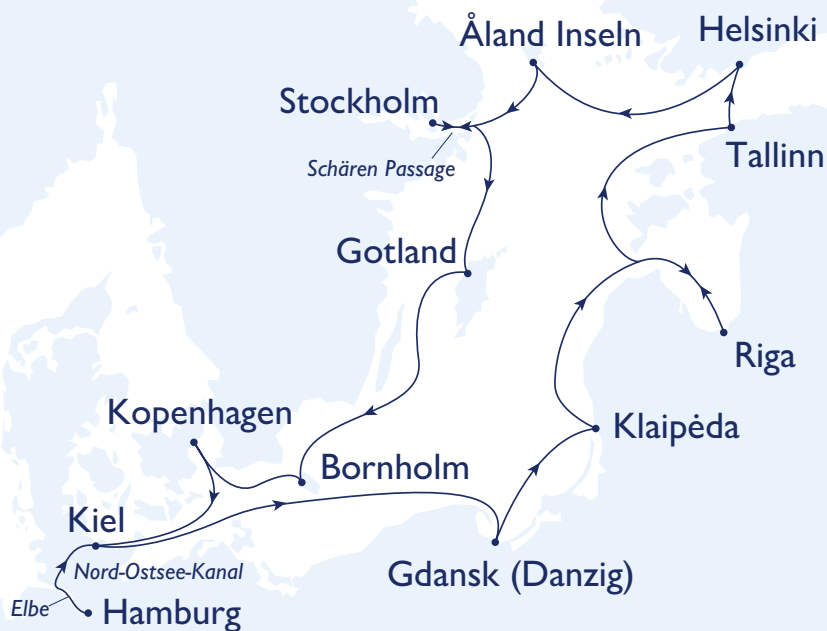 Åland Inseln
Helsinki
Stockholm
Schären Passage
Tallinn
Gotland
Riga
Kopenhagen
Klaipėda
Bornholm
Kiel
Nord-Ostsee-Kanal
Gdansk (Danzig)
Elbe
Hamburg